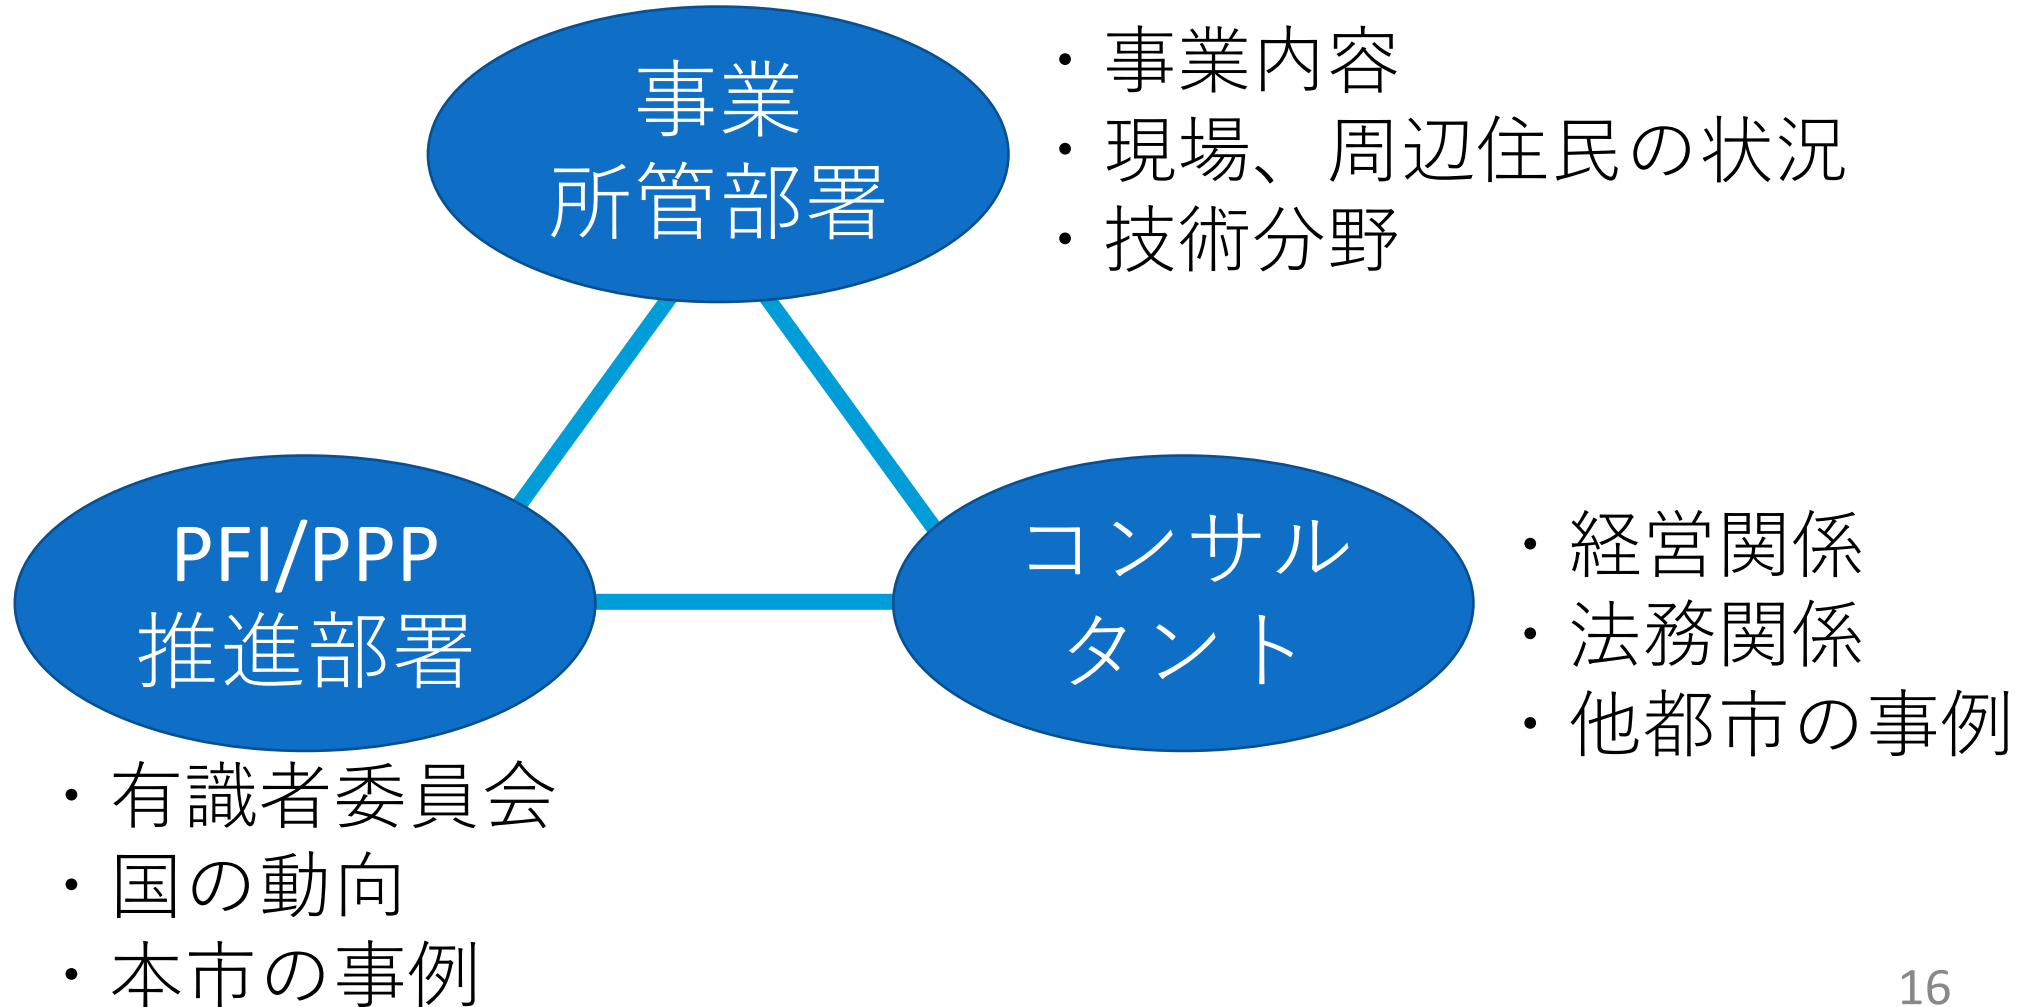 事業
所管部署
・事業内容
・現場、周辺住民の状況
・技術分野
PFI/PPP
推進部署
コンサル
タント
・経営関係
・法務関係
・他都市の事例
・有識者委員会
・国の動向
・本市の事例
16